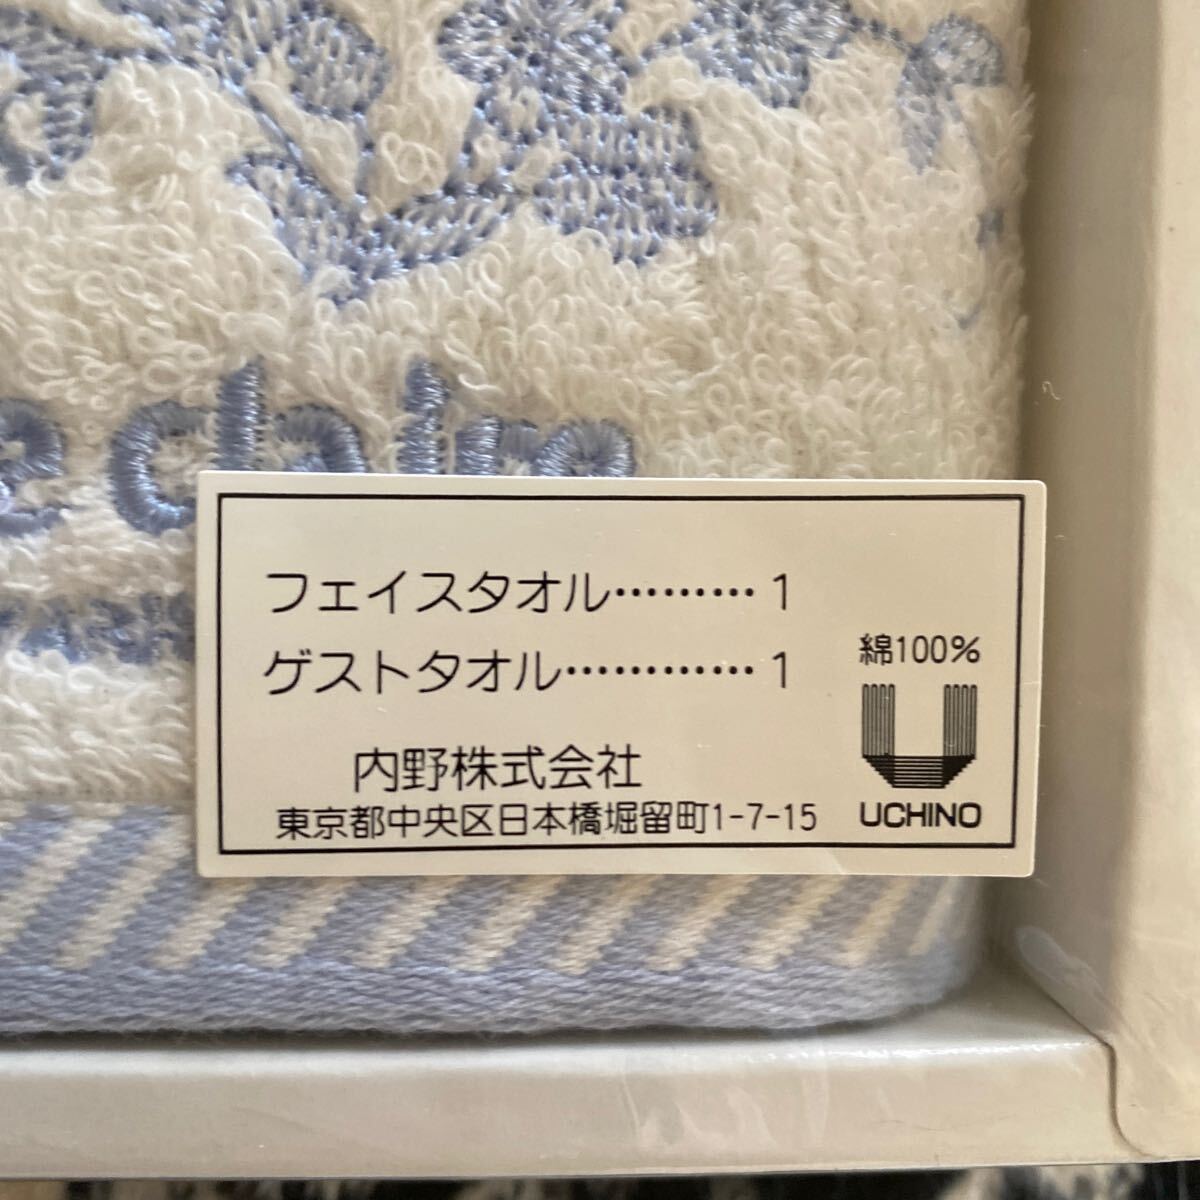 フェイスタオル………1
ゲストタオル…………1
綿100%
内野株式会社
東京都中央区日本橋堀留町1-7-15
UCHINO